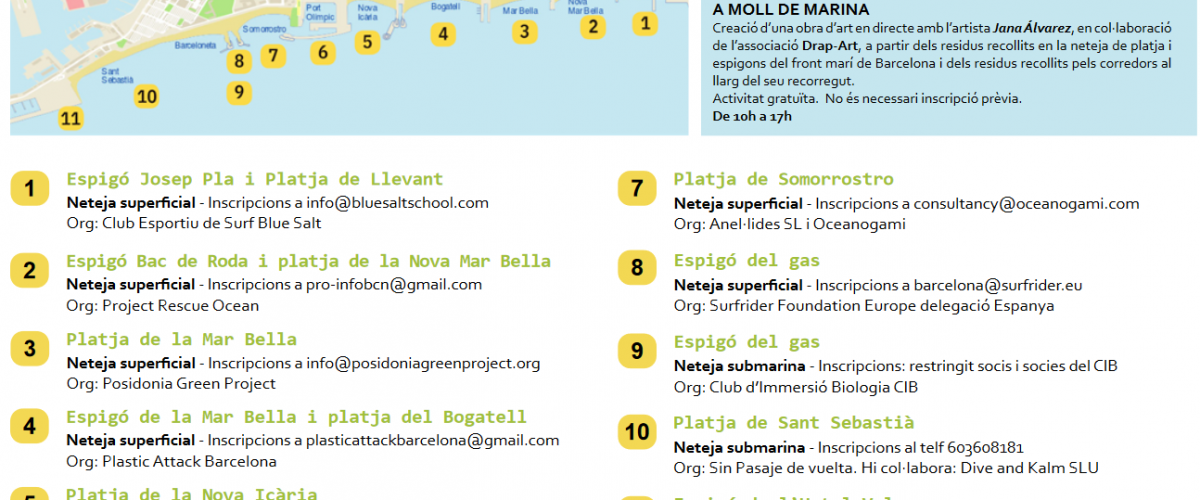 Port
Olímpic
Nova
Icària
Bogatell
Mar Bella
Nova
Mar Bella
Somorrostro
Barceloneta
Sant
Sebastià
1
2
3
4
5
6
7
8
9
10
11
A MOLL DE MARINA
Creació d'una obra d'art en directe amb l'artista Jana Álvarez, en col·laboració
de l'associació Drap-Art, a partir dels residus recollits en la neteja de platja i
espigons del front marí de Barcelona i dels residus recollits pels corredors al
llarg del seu recorregut.
Activitat gratuïta. No és necessari inscripció prèvia.
De 10h a 17h
1
Espigó Josep Pla i Platja de Llevant
Neteja superficial - Inscripcions a info@bluesaltschool.com
Org: Club Esportiu de Surf Blue Salt
2
Espigó Bac de Roda i platja de la Nova Mar Bella
Neteja superficial - Inscripcions a pro-infobcn@gmail.com
Org: Project Rescue Ocean
3
Platja de la Mar Bella
Neteja superficial - Inscripcions a info@posidoniagreenproject.org
Org: Posidonia Green Project
4
Espigó de la Mar Bella i platja del Bogatell
Neteja superficial - Inscripcions a plasticattackbarcelona@gmail.com
Org: Plastic Attack Barcelona
5
Platja de la Nova Icària
7
Platja de Somorrostro
Neteja superficial - Inscripcions a consultancy@oceanogami.com
Org: Anel·lides SL i Oceanogami
8
Espigó del gas
Neteja superficial - Inscripcions a barcelona@surfrider.eu
Org: Surfrider Foundation Europe delegació Espanya
9
Espigó del gas
Neteja submarina - Inscripcions: restringit socis i socies del CIB
Org: Club d'Immersió Biologia CIB
10
Platja de Sant Sebastià
Neteja submarina - Inscripcions al telf 603608181
Org: Sin Pasaje de vuelta. Hi col·labora: Dive and Kalm SLU